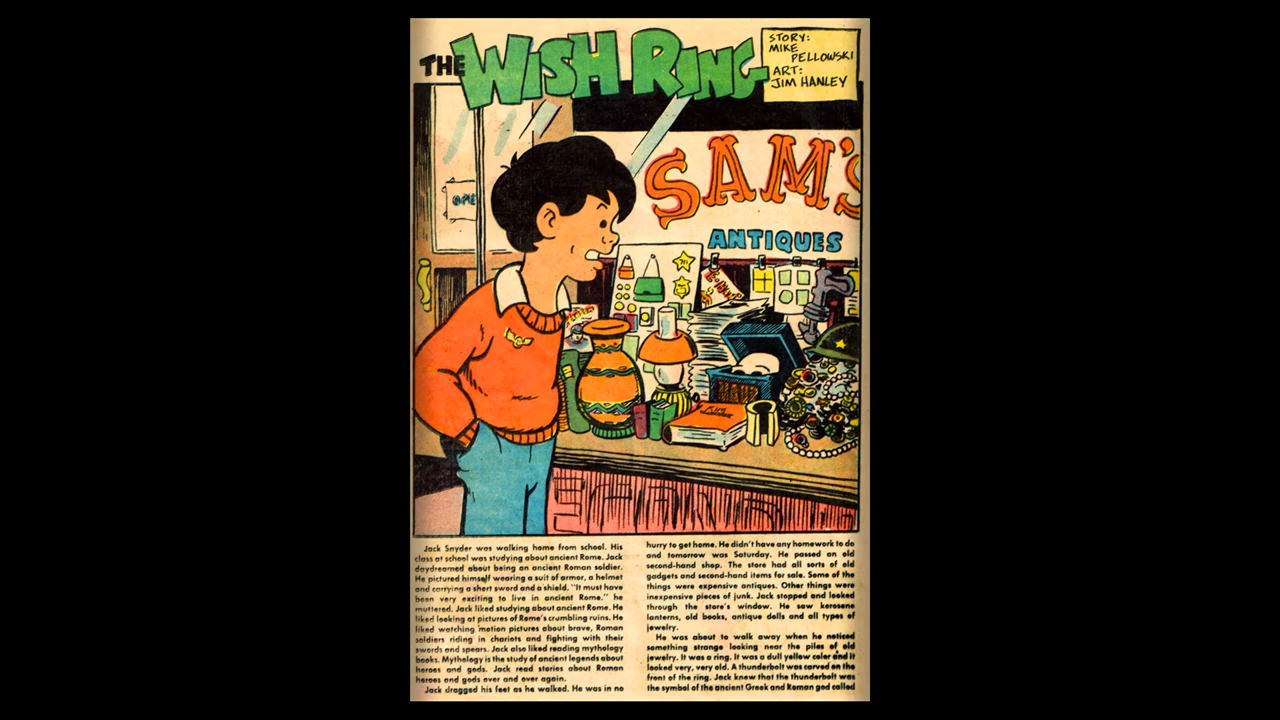 THE WISH RING
STORY:
MIKE
PELLOWSKI
ART:
JIM HANLEY
SAM'S
ANTIQUES
OPE
Jack Snyder was walking home from school. His
class at school was studying about ancient Rome. Jack
daydreamed about being an ancient Roman soldier.
He pictured himself wearing a suit of armor, a helmet
and carrying a short sword and a shield. "It must have
been very exciting to live in ancient Rome." he
muttered. Jack liked studying about ancient Rome. He
liked looking at pictures of Rome's crumbling ruins. He
liked watching motion pictures about brave, Roman
soldiers riding in chariots and fighting with their
swords and spears. Jack also liked reading mythology
books. Mythology is the study of ancient legends about
heroes and gods. Jack read stories about Roman
heroes and gods over and over again.
Jack dragged his feet as he walked. He was in no
hurry to get home. He didn't have any homework to do
and tomorrow was Saturday. He passed an old
second-hand shop. The store had all sorts of old
gadgets and second-hand items for sale. Some of the
things were expensive antiques. Other things were
inexpensive pieces of junk. Jack stopped and looked
through the store's window. He saw kerosene
lanterns, old books, antique dolls and all types of
jewelry.
He was about to walk away when he noticed
something strange looking near the piles of old
jewelry. It was a ring. It was a dull yellow color and it
looked very, very old. A thunderbolt was carved on the
front of the ring. Jack knew that the thunderbolt was
the symbol of the ancient Greek and Roman god called